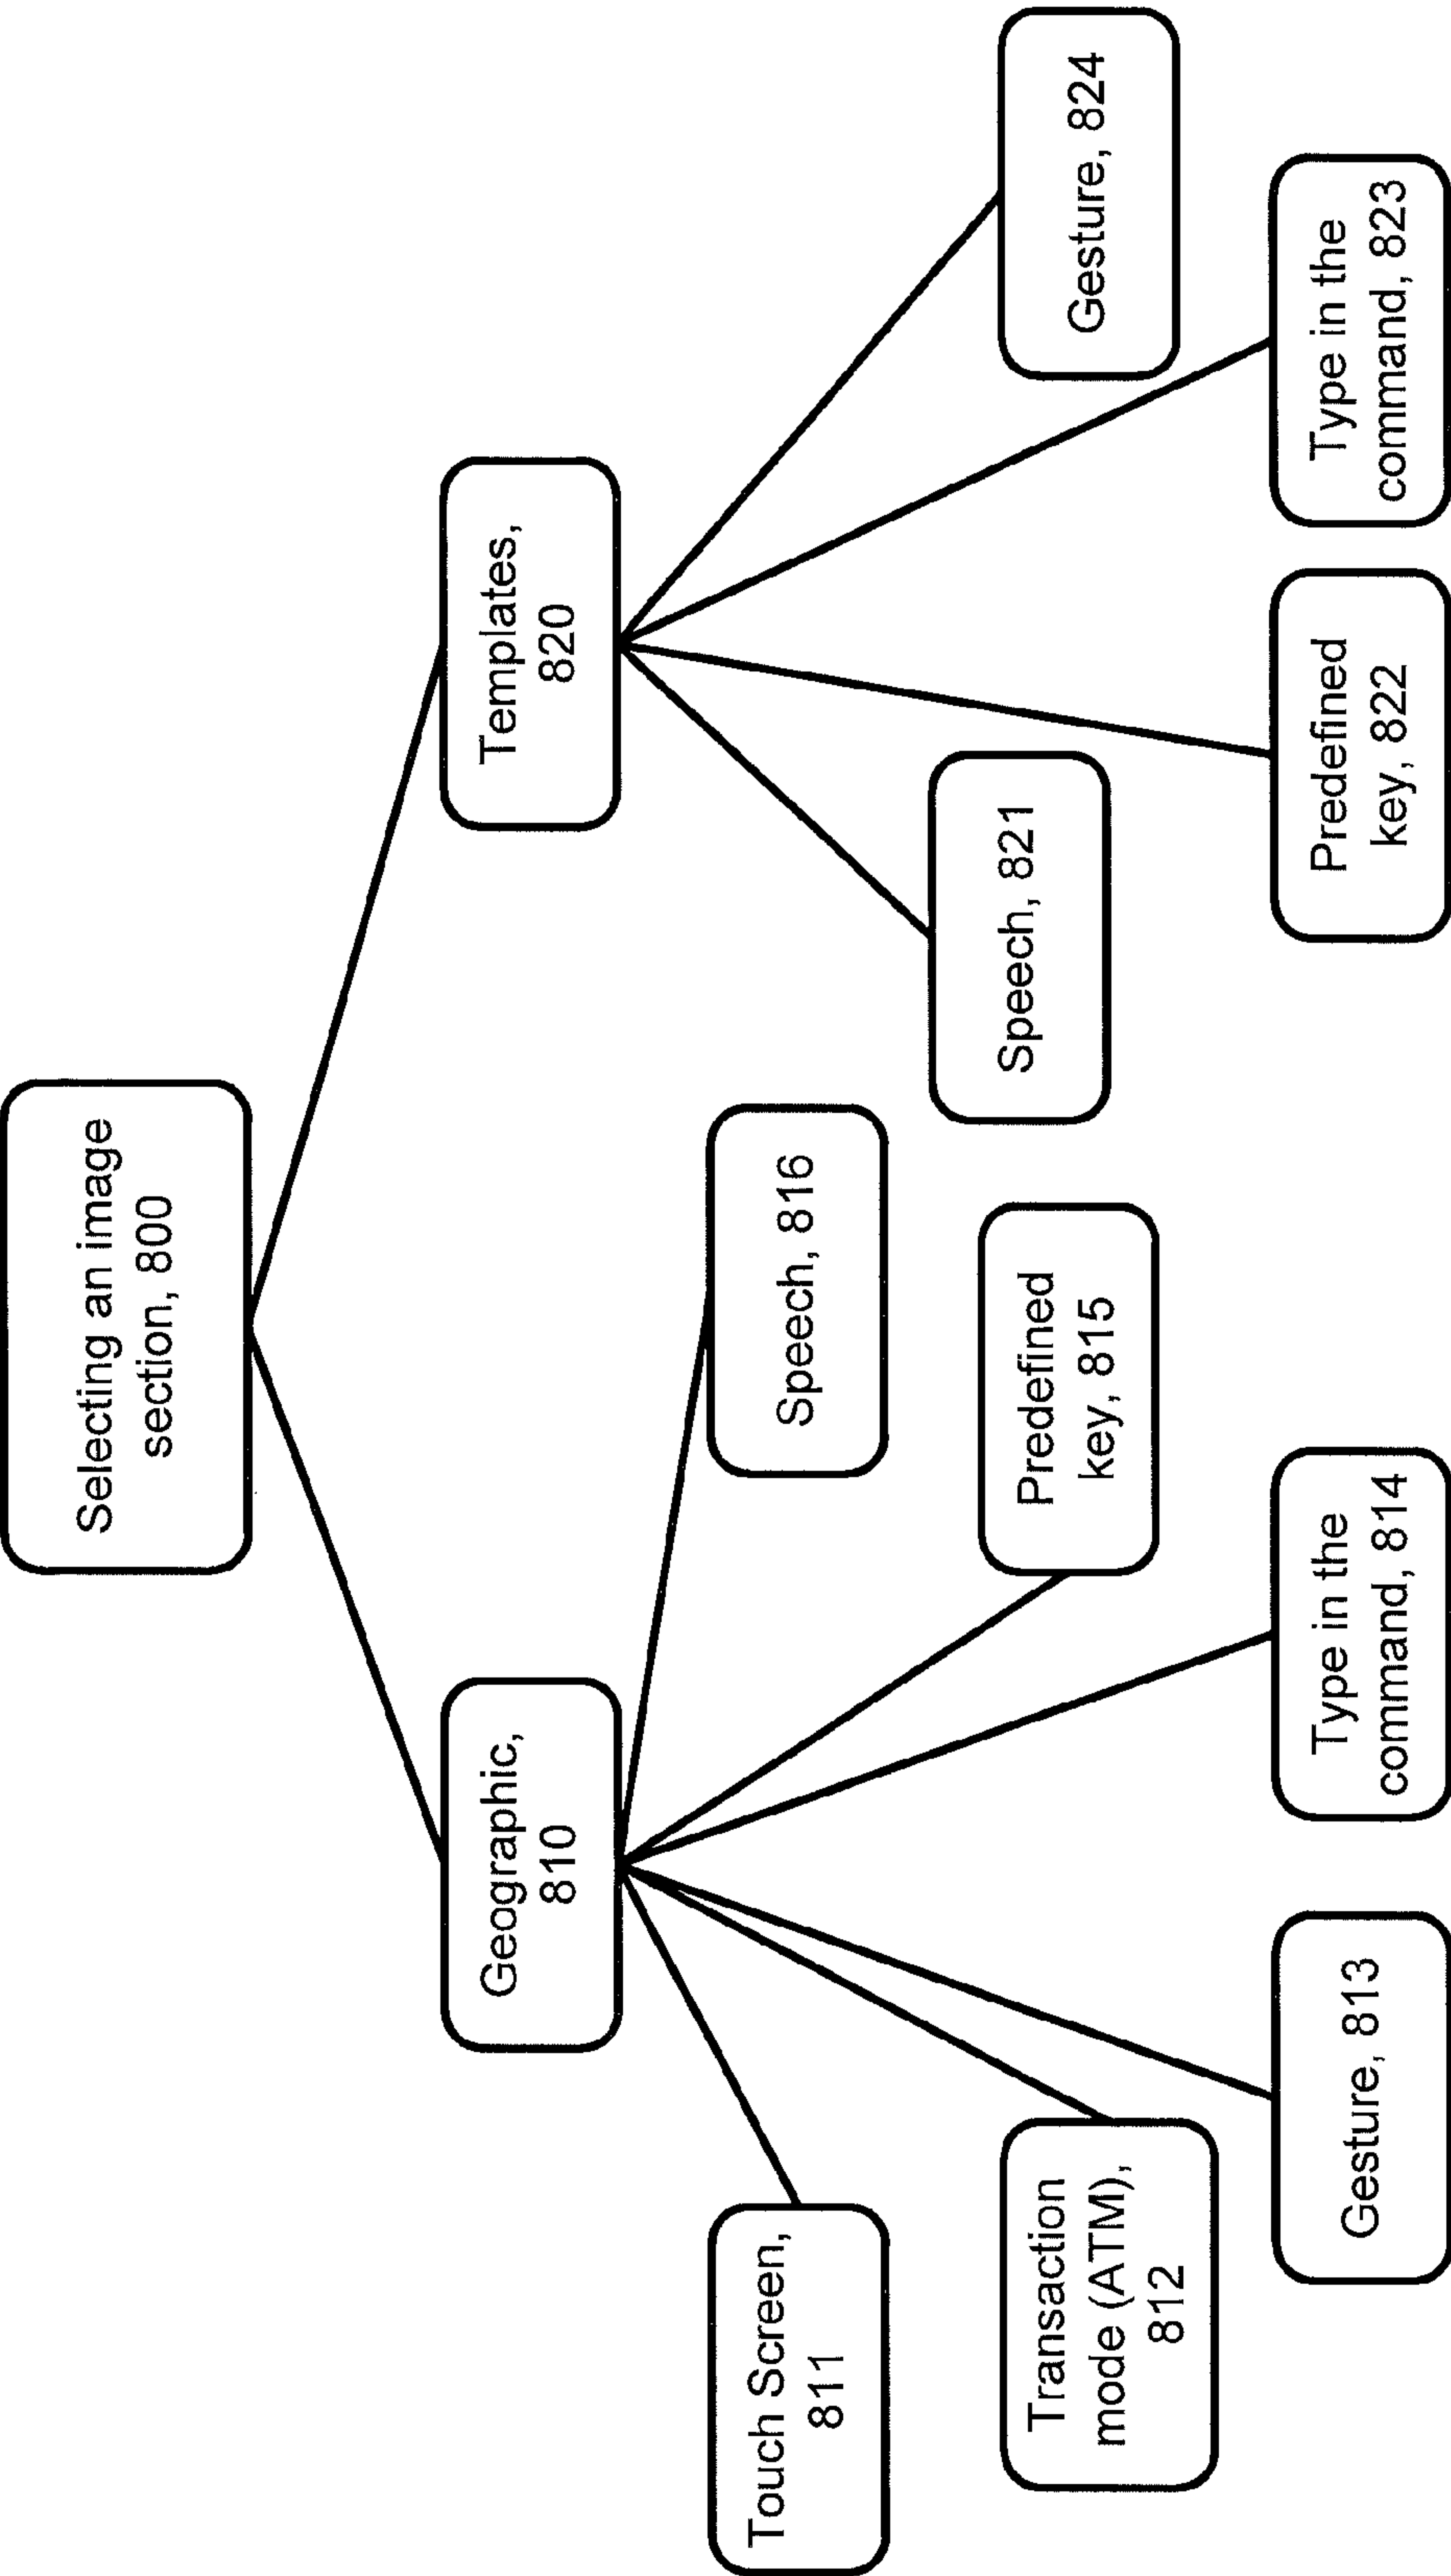 Selecting an image
section, 800
Geographic,
810
Templates,
820
Touch Screen,
811
Transaction
mode (ATM),
812
Gesture, 813
Type in the
command, 814
Predefined
key, 815
Speech, 816
Speech, 821
Predefined
key, 822
Type in the
command, 823
Gesture, 824